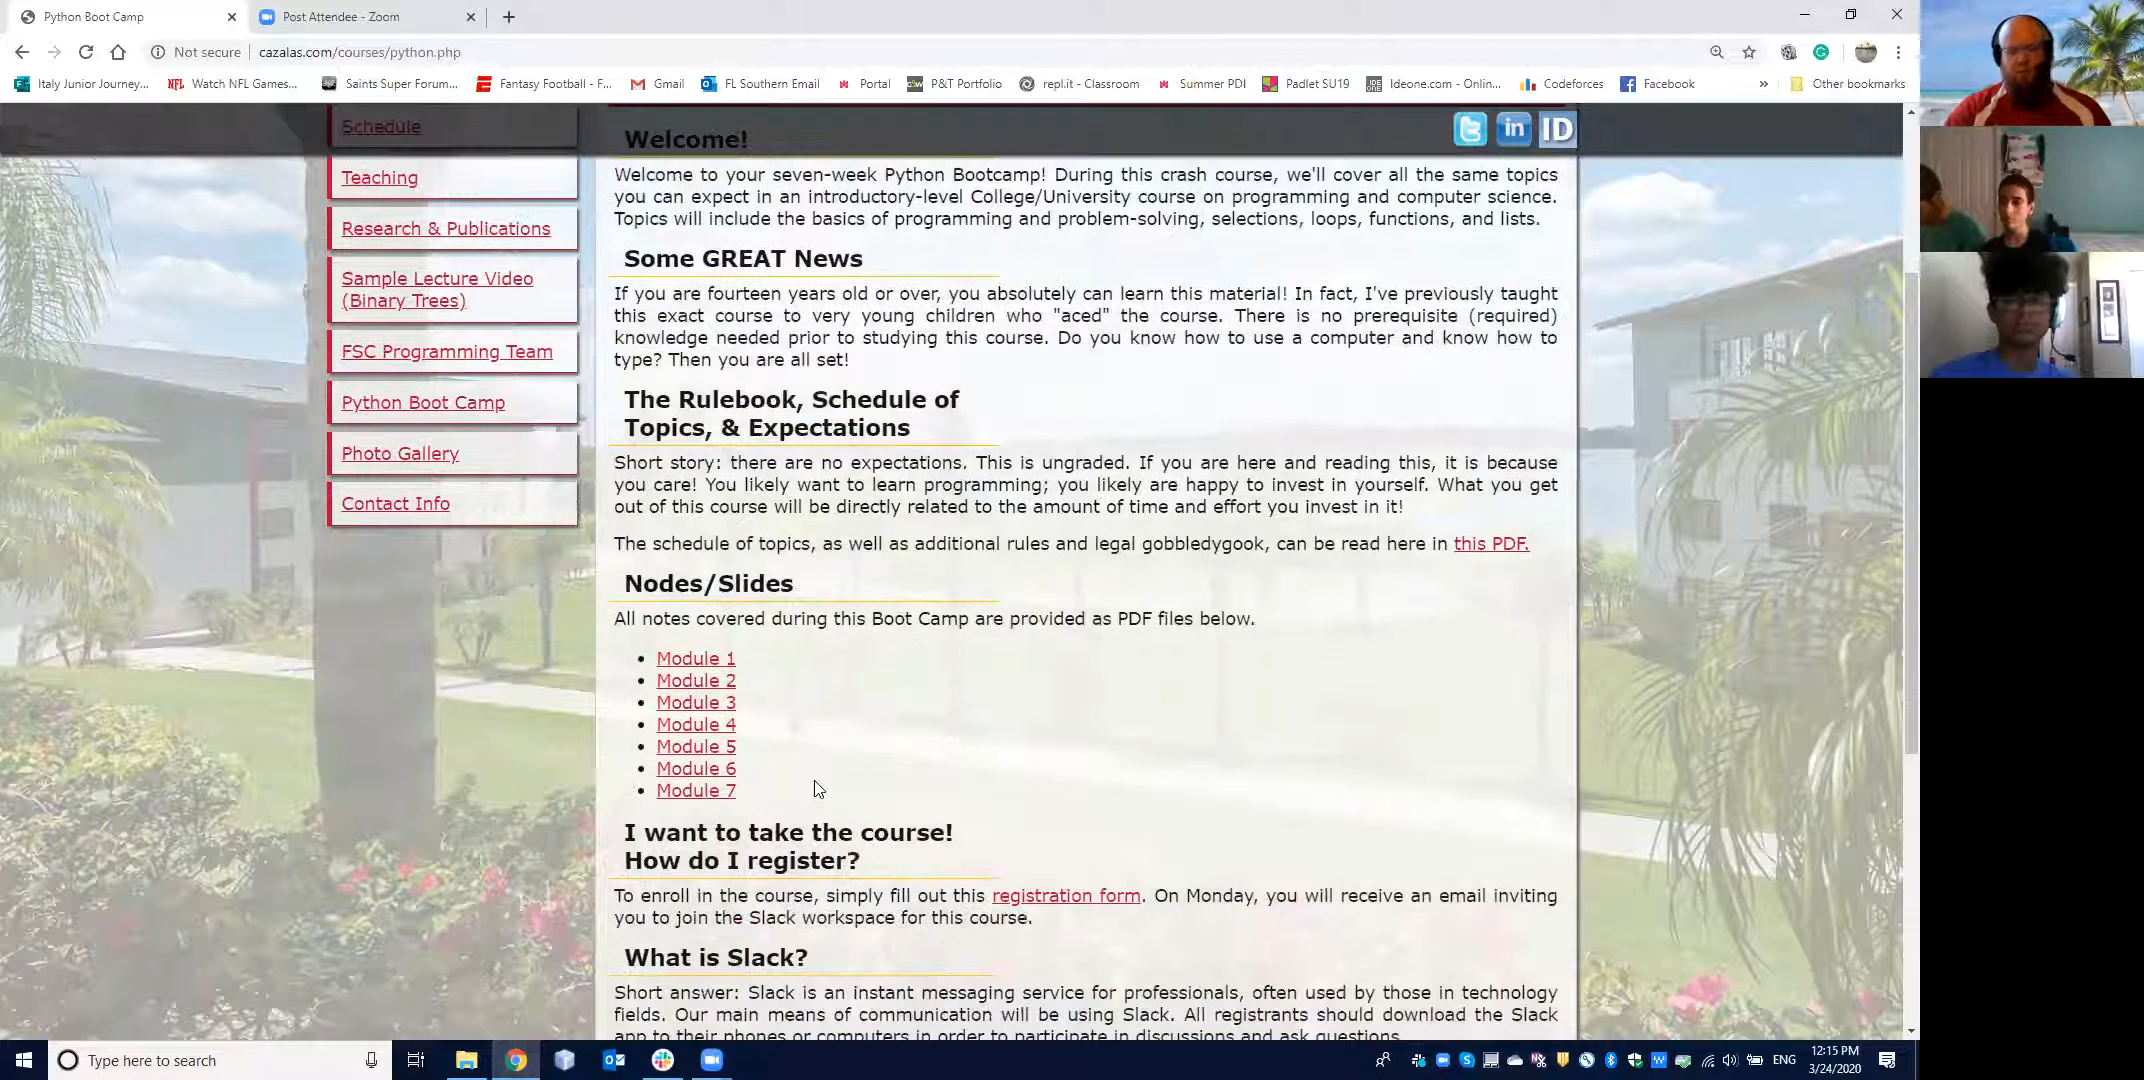 Python Boot Camp
Post Attendee - Zoom
Not secure
cazalas.com/courses/python.php
Italy Junior Journey...
NFL
Watch NFL Games...
Saints Super Forum...
Fantasy Football - F...
Gmail
FL Southern Email
Portal
P&T Portfolio
repl.it - Classroom
Summer PDI
Padlet SU19
Ideone.com - Onlin...
Codeforces
Facebook
Other bookmarks
Schedule
Teaching
Research & Publications
Sample Lecture Video
(Binary Trees)
FSC Programming Team
Python Boot Camp
Photo Gallery
Contact Info
in
ID
Welcome!
Welcome to your seven-week Python Bootcamp! During this crash course, we'll cover all the same topics
you can expect in an introductory-level College/University course on programming and computer science.
Topics will include the basics of programming and problem-solving, selections, loops, functions, and lists.
Some GREAT News
If you are fourteen years old or over, you absolutely can learn this material! In fact, I've previously taught
this exact course to very young children who "aced" the course. There is no prerequisite (required)
knowledge needed prior to studying this course. Do you know how to use a computer and know how to
type? Then you are all set!
The Rulebook, Schedule of
Topics, & Expectations
Short story: there are no expectations. This is ungraded. If you are here and reading this, it is because
you care! You likely want to learn programming; you likely are happy to invest in yourself. What you get
out of this course will be directly related to the amount of time and effort you invest in it!
The schedule of topics, as well as additional rules and legal gobbledygook, can be read here in this PDF.
Nodes/Slides
All notes covered during this Boot Camp are provided as PDF files below.
Module 1
Module 2
Module 3
Module 4
Module 5
Module 6
Module 7
I want to take the course!
How do I register?
To enroll in the course, simply fill out this registration form. On Monday, you will receive an email inviting
you to join the Slack workspace for this course.
What is Slack?
Short answer: Slack is an instant messaging service for professionals, often used by those in technology
fields. Our main means of communication will be using Slack. All registrants should download the Slack
app to their phones or computers in order to participate in discussions and ask questions.
Type here to search
ENG
12:15 PM
3/24/2020